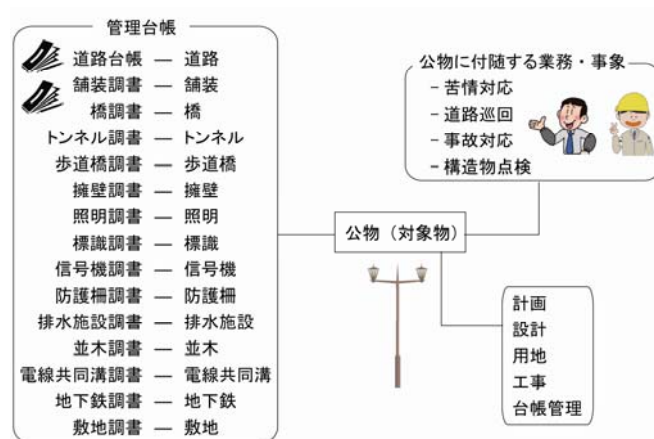 管理台帳
道路台帳 ― 道路
舗装調書 ― 舗装
橋調書 ― 橋
トンネル調書 ― トンネル
歩道橋調書 ― 歩道橋
擁壁調書 ― 擁壁
照明調書 ― 照明
標識調書 ― 標識
信号機調書 ― 信号機
防護柵調書 ― 防護柵
排水施設調書 ― 排水施設
並木調書 ― 並木
電線共同溝調書 ― 電線共同溝
地下鉄調書 ― 地下鉄
敷地調書 ― 敷地
公物（対象物）
公物に付随する業務・事象
- 苦情対応
- 道路巡回
- 事故対応
- 構造物点検
計画
設計
用地
工事
台帳管理